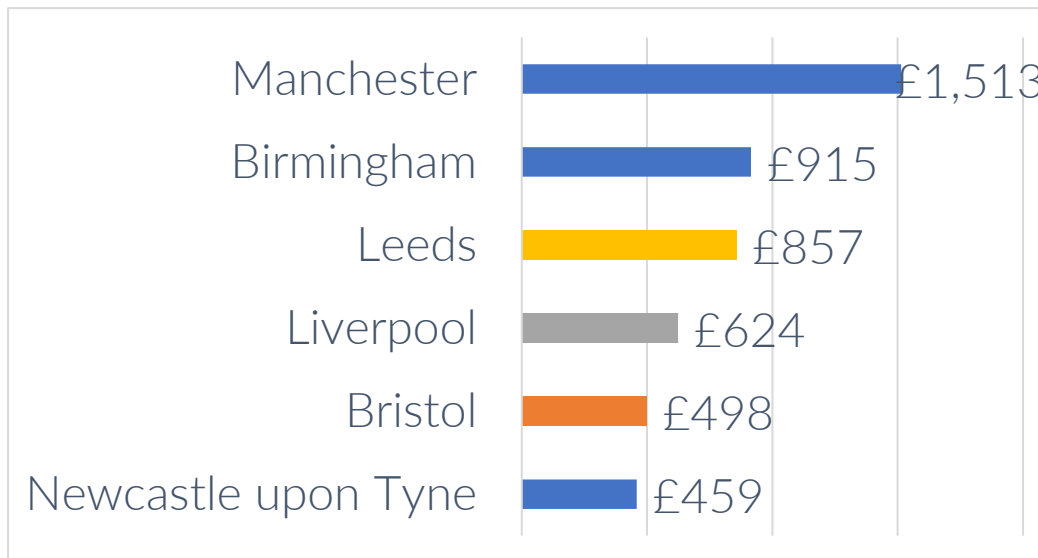 Manchester £1,513
Birmingham £915
Leeds £857
Liverpool £624
Bristol £498
Newcastle upon Tyne £459